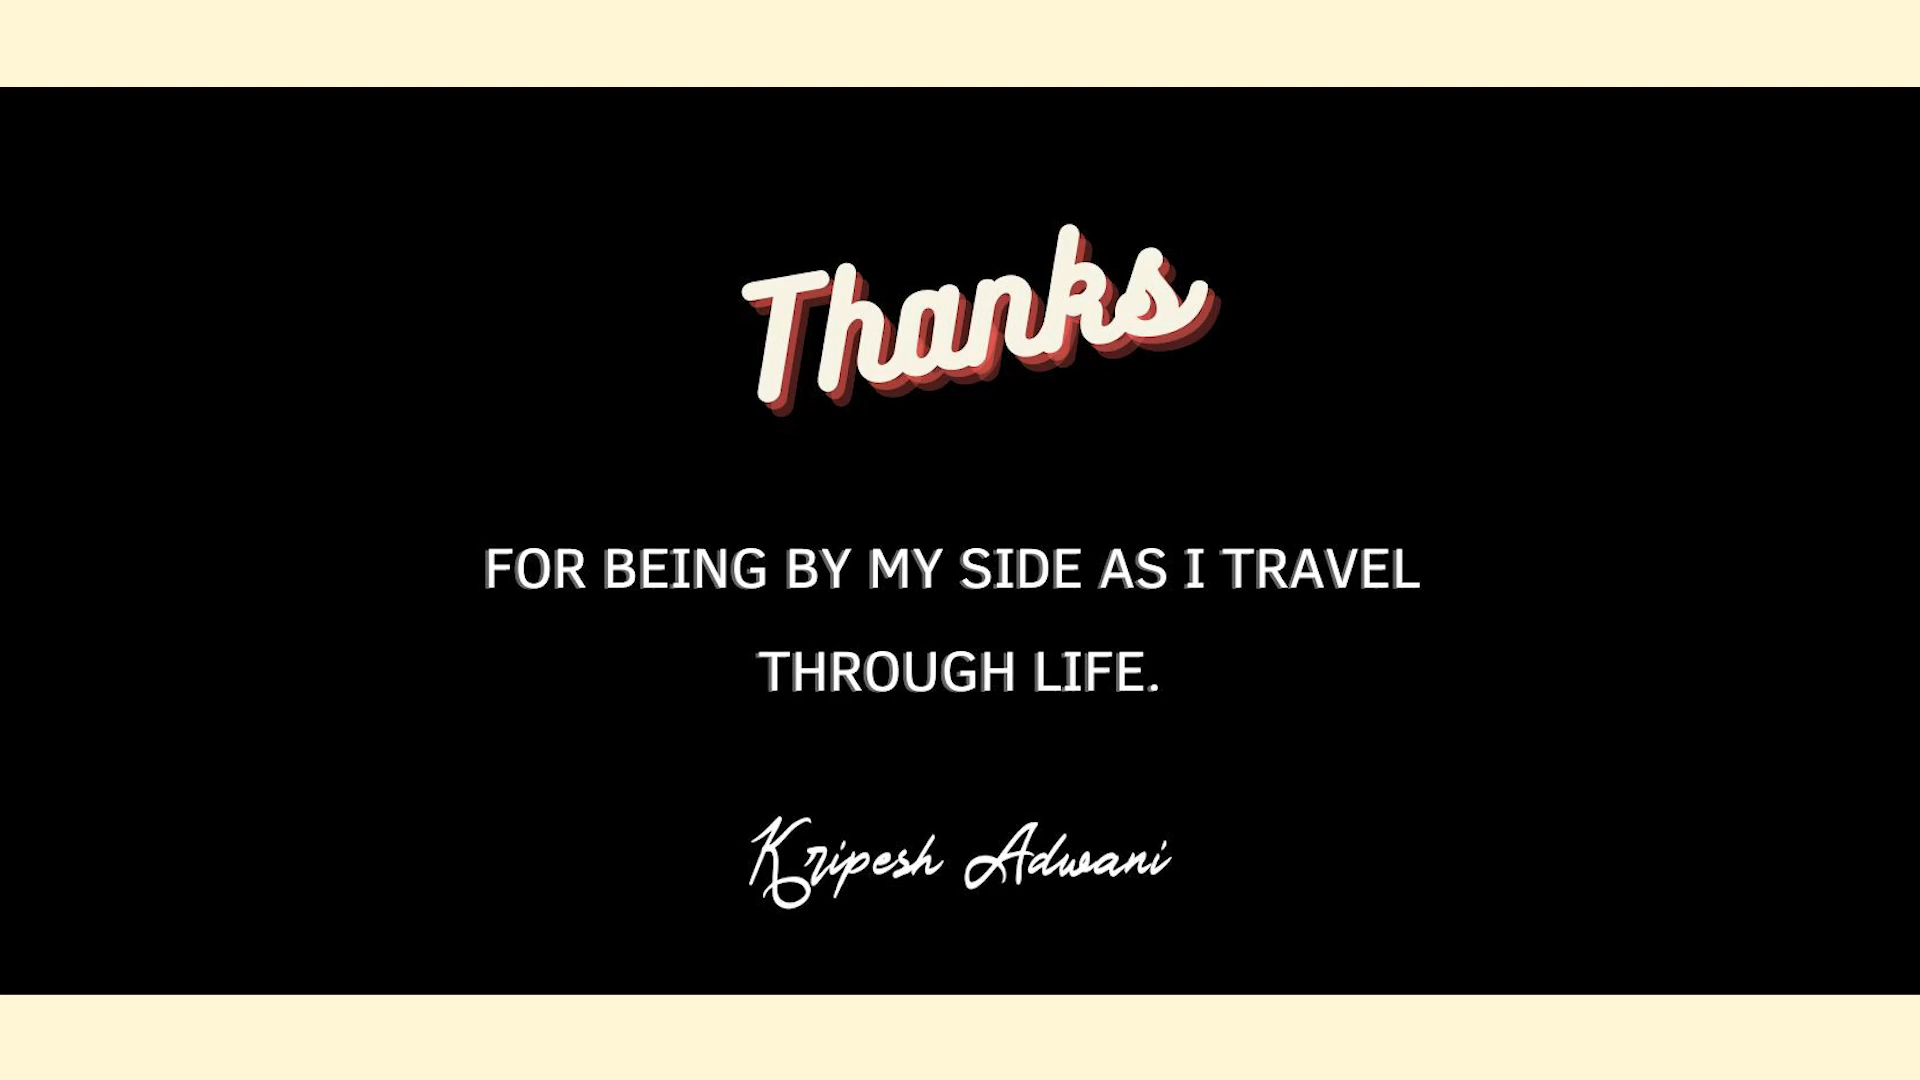 Thanks
FOR BEING BY MY SIDE AS I TRAVEL
THROUGH LIFE.
Kripesh Adwani